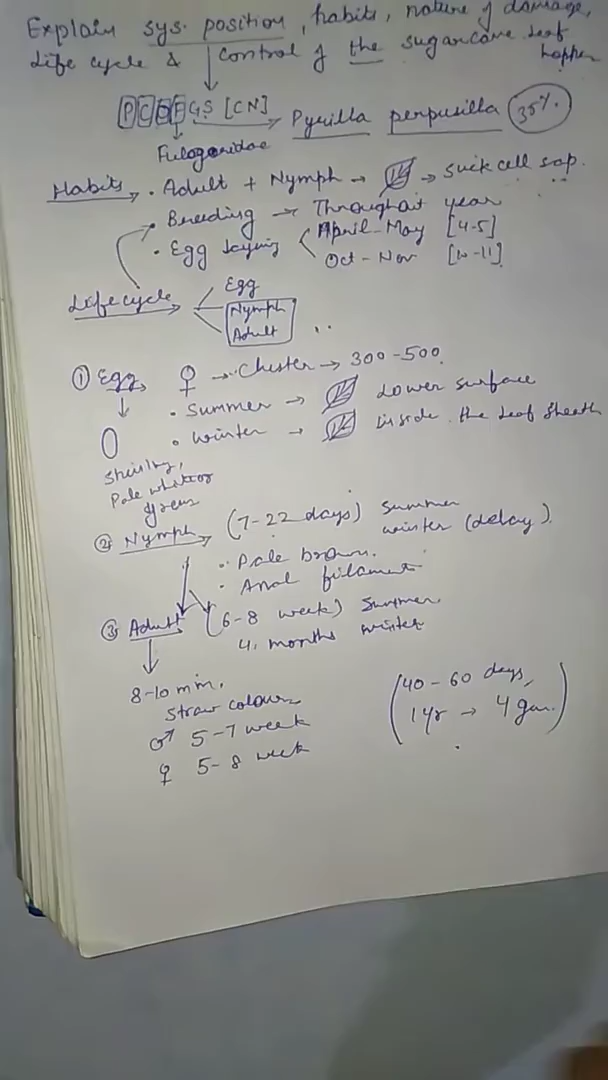 Explain sys. position, habits, nature of damage,
Life cycle & control of the sugarcane leaf
hopper
PCOFGS [CN] → Pyrilla perpusilla 35%
Fulogoridae
Habits → • Adult + Nymph → → Suck cell sap.
• Breeding → Throughout year
• Egg laying April-May [4-5]
Oct-Nov [10-11]
Life cycle Egg
Nymph
Adult
① Egg → ♀ → Cluster → 300-500.
• Summer → Lower surface
• Winter → inside the leaf sheath
Shining,
Pale whitish
green
② Nymph → (7-22 days) Summer
winter (delay)
• Pale brown.
• Anal filament
③ Adult (6-8 week) Summer
4. months winter
8-10 mm,
Straw colour
♂ 5-7 week
♀ 5-8 week
(40-60 days,
1 yr → 4 gen.)